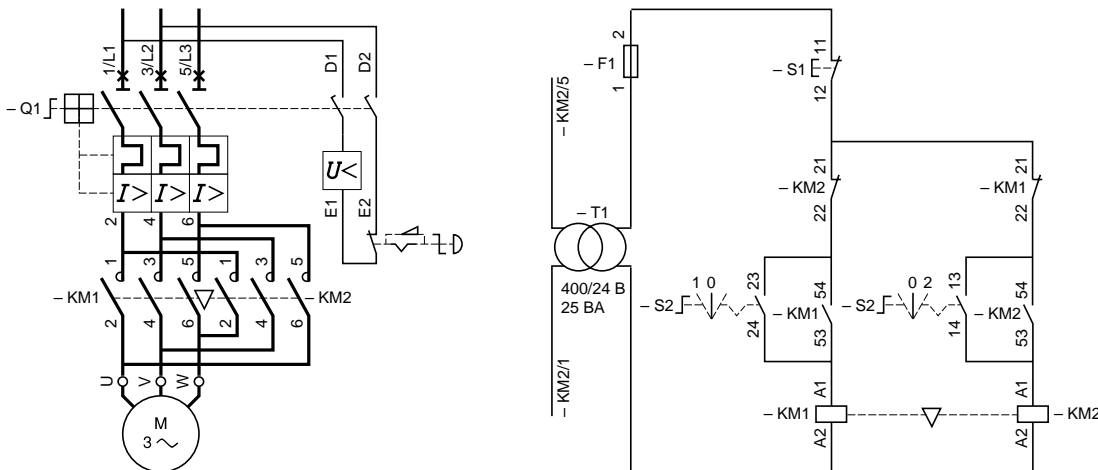 1/L1 3/L2 5/L3 D1 D2
– Q1
U<
I> I> I>
E1 E2
2 4 6
1 3 5 1 3 5
– KM1 – KM2
2 4 6 2 4 6
U V W
M
3
– KM2/5
– KM2/1
2
– F1
1
– T1
400/24 В
25 ВА
11
– S1
12
21
– KM2
22
21
– KM1
22
1 0
– S2
23
24
54
– KM1
53
0 2
– S2
13
14
54
– KM2
53
A1
– KM1
A2
A1
– KM2
A2